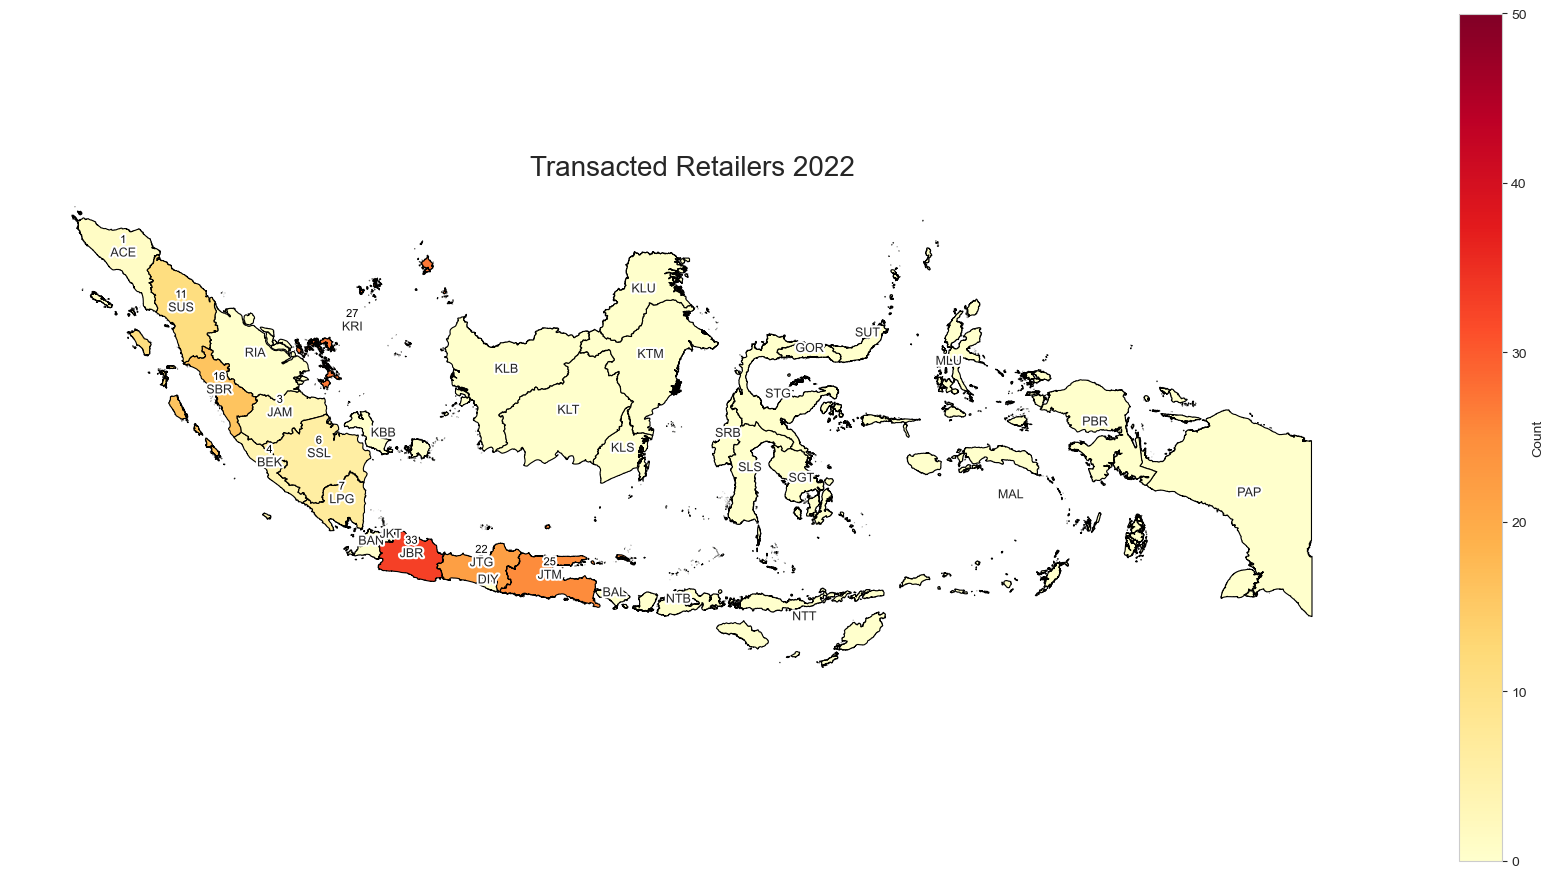 50
Transacted Retailers 2022
40
1
ACE
KLU
11
SUS
27
KRI
SUT
30
GOR
RIA
KTM
MLU
KLB
16
SBR
STG
3
JAM
KLT
PBR
Count
KBB
SRB
6
SSL
KLS
4
BEK
SLS
SGT
7
LPG
MAL
PAP
20
JKT
BAN
33
JBR
22
JTG
25
JTM
DIY
BAL
NTB
NTT
10
0